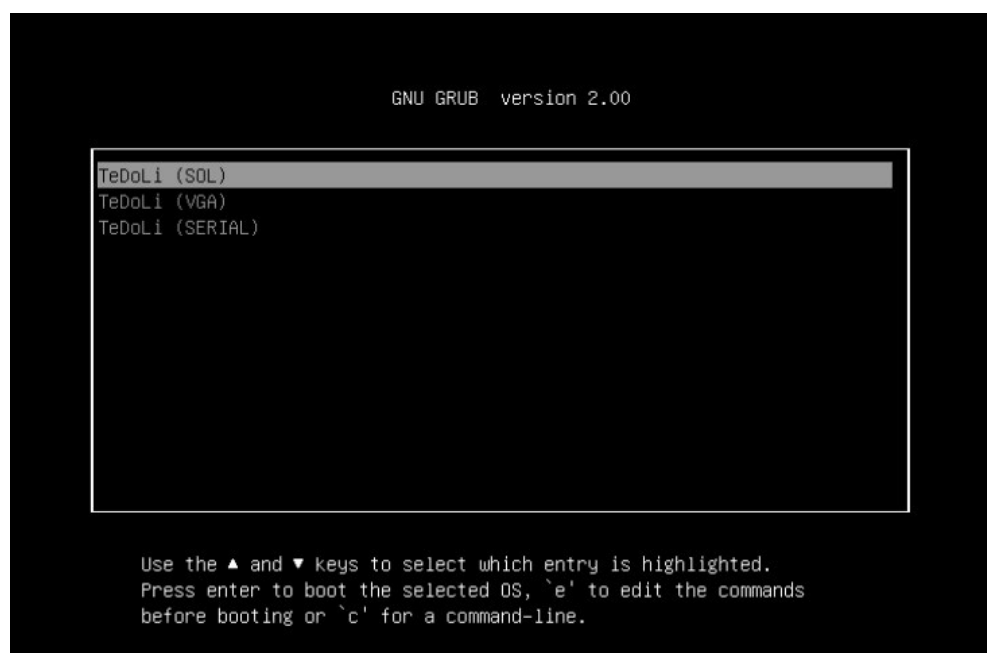 GNU GRUB  version 2.00
TeDoLi (SOL)
TeDoLi (VGA)
TeDoLi (SERIAL)
Use the ▲ and ▼ keys to select which entry is highlighted.
Press enter to boot the selected OS, `e' to edit the commands
before booting or `c' for a command-line.